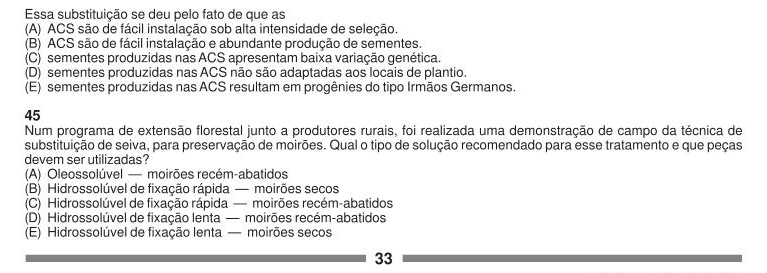 Essa substituição se deu pelo fato de que as
(A) ACS são de fácil instalação sob alta intensidade de seleção.
(B) ACS são de fácil instalação e abundante produção de sementes.
(C) sementes produzidas nas ACS apresentam baixa variação genética.
(D) sementes produzidas nas ACS não são adaptadas aos locais de plantio.
(E) sementes produzidas nas ACS resultam em progênies do tipo Irmãos Germanos.
45
Num programa de extensão florestal junto a produtores rurais, foi realizada uma demonstração de campo da técnica de
substituição de seiva, para preservação de moirões. Qual o tipo de solução recomendado para esse tratamento e que peças
devem ser utilizadas?
(A) Oleossolúvel — moirões recém-abatidos
(B) Hidrossolúvel de fixação rápida — moirões secos
(C) Hidrossolúvel de fixação rápida — moirões recém-abatidos
(D) Hidrossolúvel de fixação lenta — moirões recém-abatidos
(E) Hidrossolúvel de fixação lenta — moirões secos
33